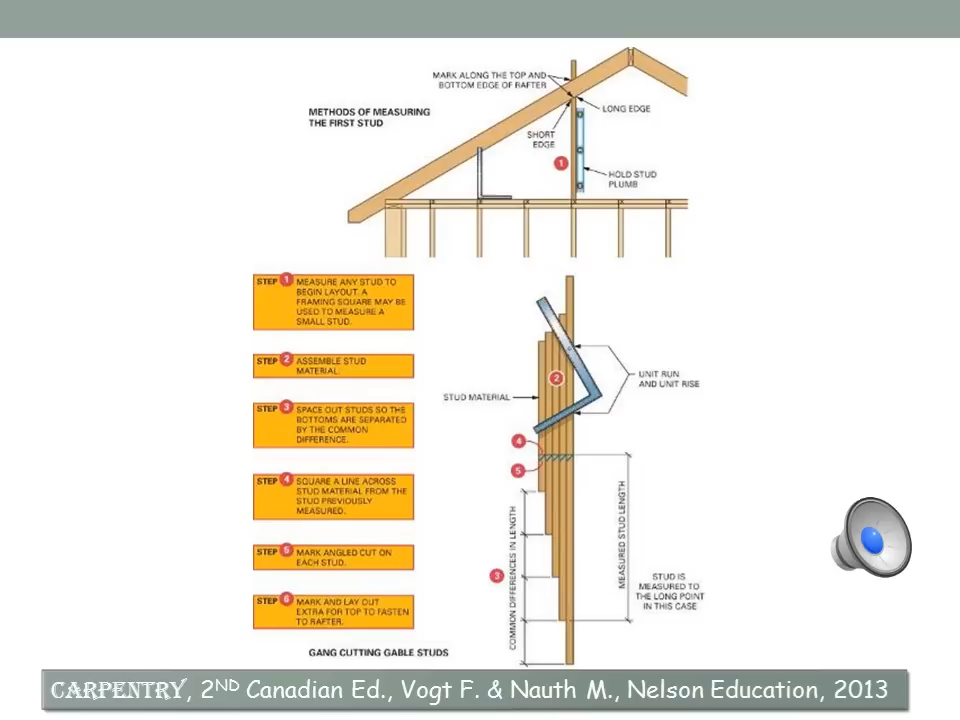 MARK ALONG THE TOP AND
BOTTOM EDGE OF RAFTER
METHODS OF MEASURING
THE FIRST STUD
LONG EDGE
SHORT
EDGE
1
HOLD STUD
PLUMB
STEP 1 MEASURE ANY STUD TO
BEGIN LAYOUT. A
FRAMING SQUARE MAY BE
USED TO MEASURE A
SMALL STUD.
STEP 2 ASSEMBLE STUD
MATERIAL.
STEP 3 SPACE OUT STUDS SO THE
BOTTOMS ARE SEPARATED
BY THE COMMON
DIFFERENCE.
STEP 4 SQUARE A LINE ACROSS
STUD MATERIAL FROM THE
STUD PREVIOUSLY
MEASURED.
STEP 5 MARK ANGLED CUT ON
EACH STUD.
STEP 6 MARK AND LAY OUT
EXTRA FOR TOP TO FASTEN
TO RAFTER.
2
UNIT RUN
AND UNIT RISE
STUD MATERIAL
4
5
3
COMMON DIFFERENCES IN LENGTH
MEASURED STUD LENGTH
STUD IS
MEASURED TO
THE LONG POINT
IN THIS CASE
GANG CUTTING GABLE STUDS
CARPENTRY, 2ND Canadian Ed., Vogt F. & Nauth M., Nelson Education, 2013